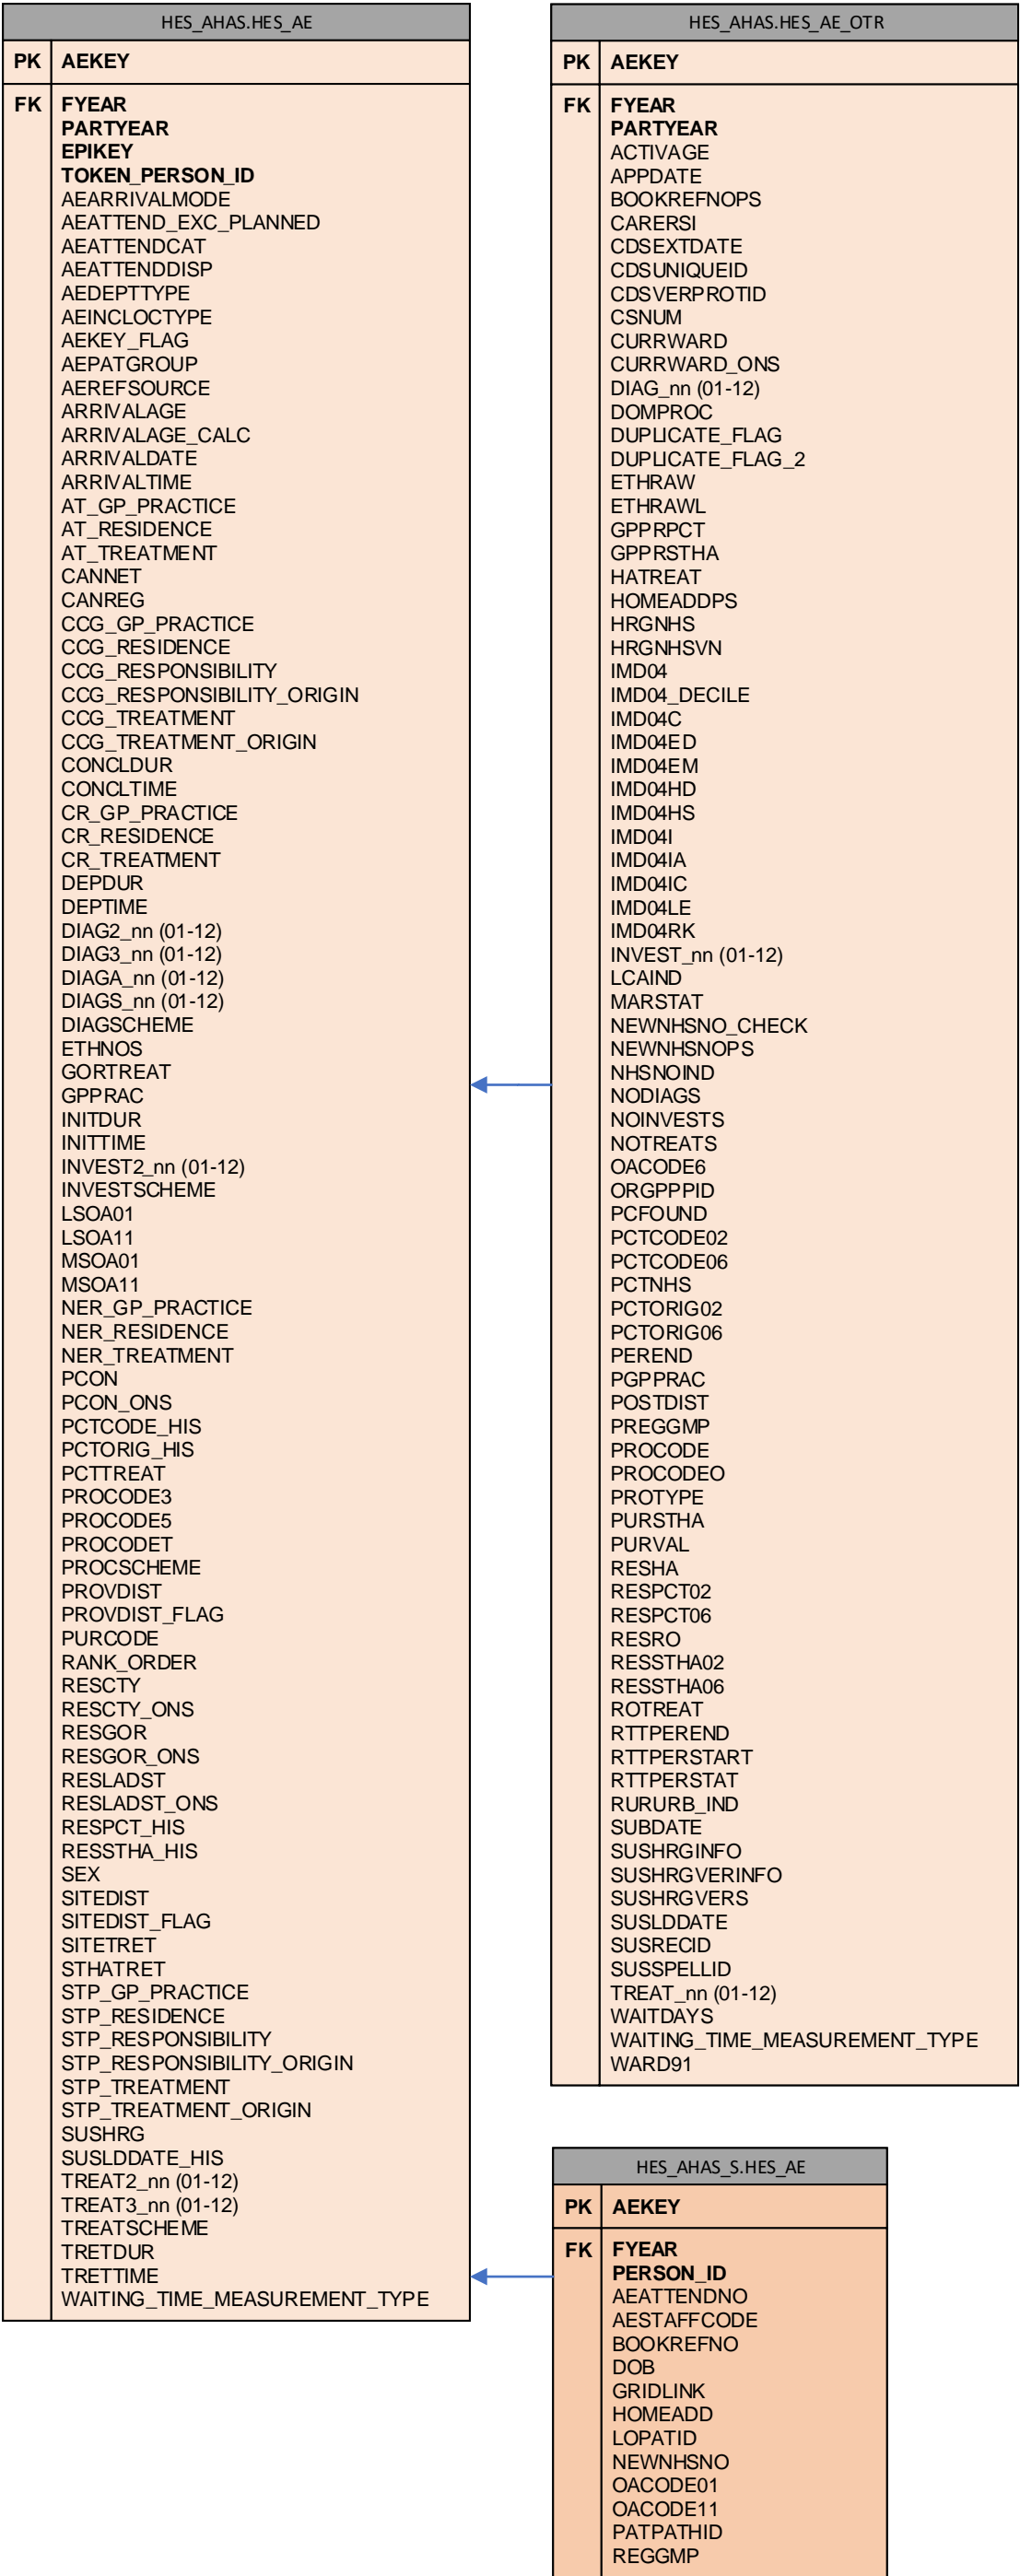 HES_AHAS.HES_AE
PK AEKEY
FK FYEAR
PARTYEAR
EPIKEY
TOKEN_PERSON_ID
AEARRIVALMODE
AEATTEND_EXC_PLANNED
AEATTENDCAT
AEATTENDDISP
AEDEPTTYPE
AEINCLOCTYPE
AEKEY_FLAG
AEPATGROUP
AEREFSOURCE
ARRIVALAGE
ARRIVALAGE_CALC
ARRIVALDATE
ARRIVALTIME
AT_GP_PRACTICE
AT_RESIDENCE
AT_TREATMENT
CANNET
CANREG
CCG_GP_PRACTICE
CCG_RESIDENCE
CCG_RESPONSIBILITY
CCG_RESPONSIBILITY_ORIGIN
CCG_TREATMENT
CCG_TREATMENT_ORIGIN
CONCLDUR
CONCLTIME
CR_GP_PRACTICE
CR_RESIDENCE
CR_TREATMENT
DEPDUR
DEPTIME
DIAG2_nn (01-12)
DIAG3_nn (01-12)
DIAGA_nn (01-12)
DIAGS_nn (01-12)
DIAGSCHEME
ETHNOS
GORTREAT
GPPRAC
INITDUR
INITTIME
INVEST2_nn (01-12)
INVESTSCHEME
LSOA01
LSOA11
MSOA01
MSOA11
NER_GP_PRACTICE
NER_RESIDENCE
NER_TREATMENT
PCON
PCON_ONS
PCTCODE_HIS
PCTORIG_HIS
PCTTREAT
PROCODE3
PROCODE5
PROCODET
PROCSCHEME
PROVDIST
PROVDIST_FLAG
PURCODE
RANK_ORDER
RESCTY
RESCTY_ONS
RESGOR
RESGOR_ONS
RESLADST
RESLADST_ONS
RESPCT_HIS
RESSTHA_HIS
SEX
SITEDIST
SITEDIST_FLAG
SITETRET
STHATRET
STP_GP_PRACTICE
STP_RESIDENCE
STP_RESPONSIBILITY
STP_RESPONSIBILITY_ORIGIN
STP_TREATMENT
STP_TREATMENT_ORIGIN
SUSHRG
SUSLDDATE_HIS
TREAT2_nn (01-12)
TREAT3_nn (01-12)
TREATSCHEME
TRETDUR
TRETTIME
WAITING_TIME_MEASUREMENT_TYPE
HES_AHAS.HES_AE_OTR
PK AEKEY
FK FYEAR
PARTYEAR
ACTIVAGE
APPDATE
BOOKREFNOPS
CARERSI
CDSEXTDATE
CDSUNIQUEID
CDSVERPROTID
CSNUM
CURRWARD
CURRWARD_ONS
DIAG_nn (01-12)
DOMPROC
DUPLICATE_FLAG
DUPLICATE_FLAG_2
ETHRAW
ETHRAWL
GPPRPCT
GPPRSTHA
HATREAT
HOMEADDPS
HRGNHS
HRGNHSVN
IMD04
IMD04_DECILE
IMD04C
IMD04ED
IMD04EM
IMD04HD
IMD04HS
IMD04I
IMD04IA
IMD04IC
IMD04LE
IMD04RK
INVEST_nn (01-12)
LCAIND
MARSTAT
NEWNHSNO_CHECK
NEWNHSNOPS
NHSNOIND
NODIAGS
NOINVESTS
NOTREATS
OACODE6
ORGPPPID
PCFOUND
PCTCODE02
PCTCODE06
PCTNHS
PCTORIG02
PCTORIG06
PEREND
PGPPRAC
POSTDIST
PREGGMP
PROCODE
PROCODEO
PROTYPE
PURSTHA
PURVAL
RESHA
RESPCT02
RESPCT06
RESRO
RESSTHA02
RESSTHA06
ROTREAT
RTTPEREND
RTTPERSTART
RTTPERSTAT
RURURB_IND
SUBDATE
SUSHRGINFO
SUSHRGVERINFO
SUSHRGVERS
SUSLDDATE
SUSRECID
SUSSPELLID
TREAT_nn (01-12)
WAITDAYS
WAITING_TIME_MEASUREMENT_TYPE
WARD91
HES_AHAS_S.HES_AE
PK AEKEY
FK FYEAR
PERSON_ID
AEATTENDNO
AESTAFFCODE
BOOKREFNO
DOB
GRIDLINK
HOMEADD
LOPATID
NEWNHSNO
OACODE01
OACODE11
PATPATHID
REGGMP